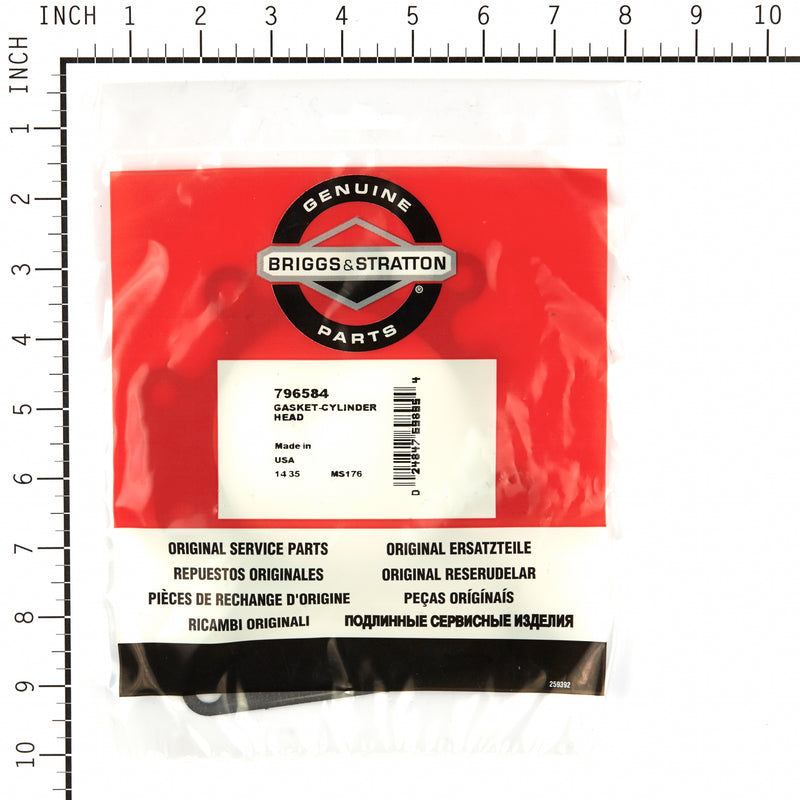 INCH 1 2 3 4 5 6 7 8 9 10
INCH 1 2 3 4 5 6 7 8 9 10
GENUINE
BRIGGS&STRATTON
®
PARTS
796584
GASKET-CYLINDER
HEAD
Made in
USA
14 35 MS176
4
ORIGINAL SERVICE PARTS ORIGINAL ERSATZTEILE
REPUESTOS ORIGINALES ORIGINAL RESERUDELAR
PIÈCES DE RECHANGE D'ORIGINE PEÇAS ORÍGÍNAÍS
RICAMBI ORIGINALI ПОДЛИННЫЕ СЕРВИСНЫЕ ИЗДЕЛИЯ
259392